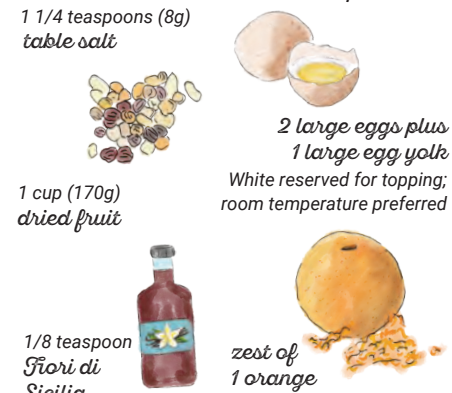 1 1/4 teaspoons (8g)
table salt
2 large eggs plus
1 large egg yolk
White reserved for topping;
room temperature preferred
1 cup (170g)
dried fruit
1/8 teaspoon
Fiori di
Sicilia
zest of
1 orange